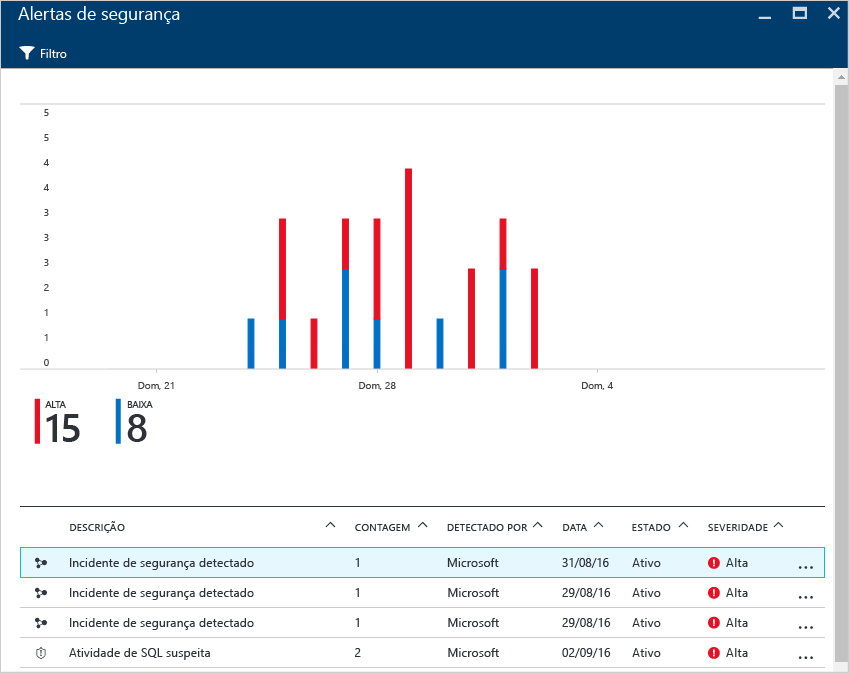 Alertas de segurança
Filtro
5
5
4
4
3
3
3
2
1
1
0
Dom, 21 Dom, 28 Dom, 4
ALTA BAIXA
15 8
DESCRIÇÃO CONTAGEM DETECTADO POR DATA ESTADO SEVERIDADE
Incidente de segurança detectado 1 Microsoft 31/08/16 Ativo Alta ...
Incidente de segurança detectado 1 Microsoft 29/08/16 Ativo Alta ...
Incidente de segurança detectado 1 Microsoft 29/08/16 Ativo Alta ...
Atividade de SQL suspeita 2 Microsoft 02/09/16 Ativo Alta ...